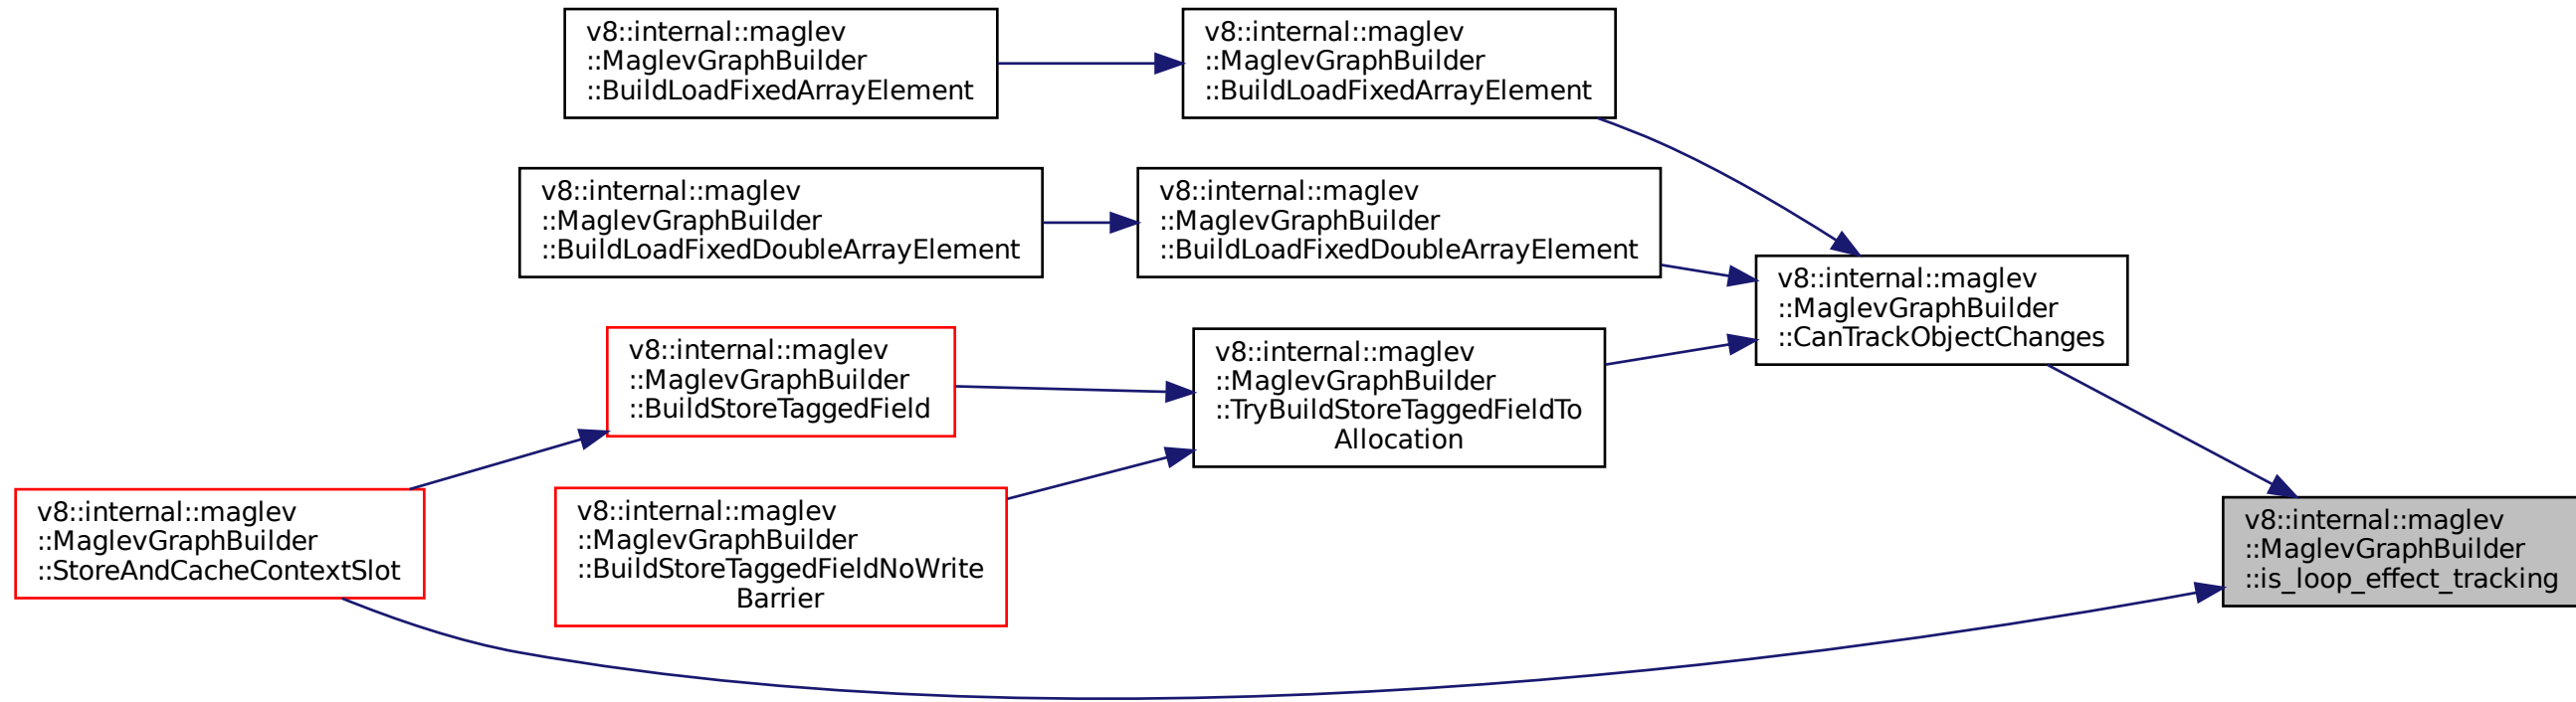 v8::internal::maglev
::MaglevGraphBuilder
::BuildLoadFixedArrayElement
v8::internal::maglev
::MaglevGraphBuilder
::BuildLoadFixedArrayElement
v8::internal::maglev
::MaglevGraphBuilder
::BuildLoadFixedDoubleArrayElement
v8::internal::maglev
::MaglevGraphBuilder
::BuildLoadFixedDoubleArrayElement
v8::internal::maglev
::MaglevGraphBuilder
::CanTrackObjectChanges
v8::internal::maglev
::MaglevGraphBuilder
::BuildStoreTaggedField
v8::internal::maglev
::MaglevGraphBuilder
::TryBuildStoreTaggedFieldTo
Allocation
v8::internal::maglev
::MaglevGraphBuilder
::StoreAndCacheContextSlot
v8::internal::maglev
::MaglevGraphBuilder
::BuildStoreTaggedFieldNoWrite
Barrier
v8::internal::maglev
::MaglevGraphBuilder
::is_loop_effect_tracking